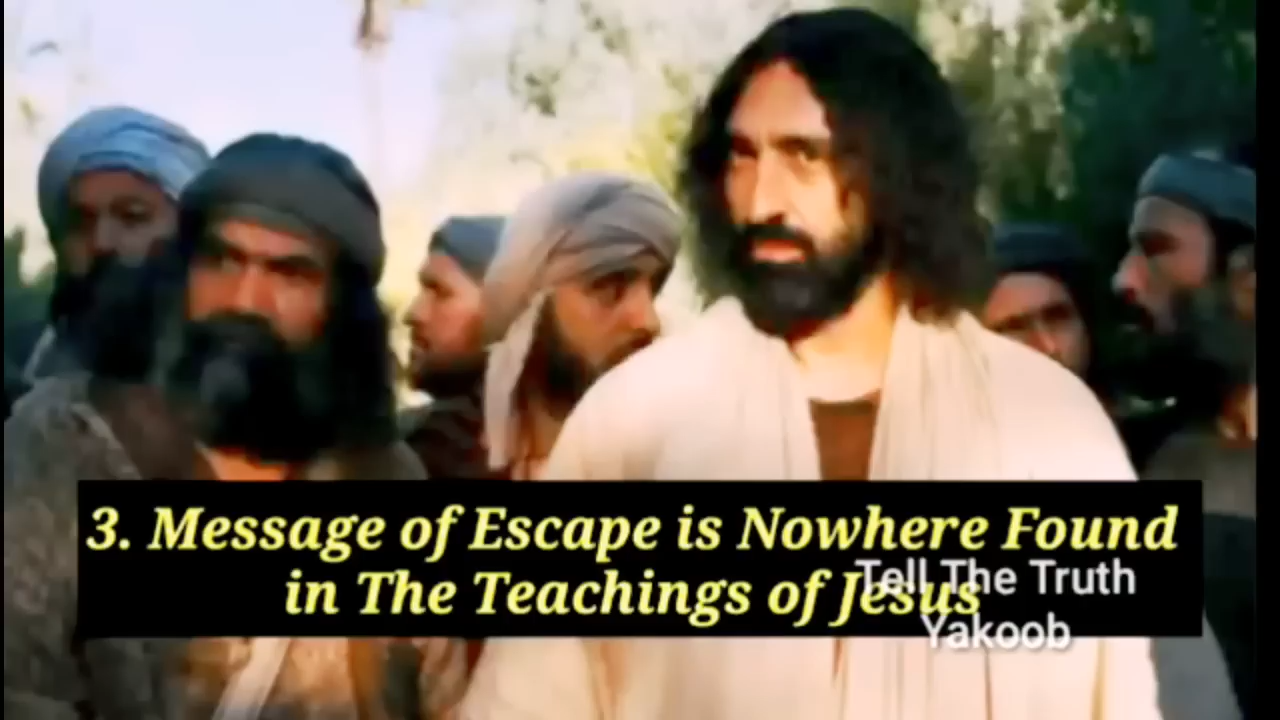 3. Message of Escape is Nowhere Found
in The Teachings of Jesus
Tell The Truth
Yakoob